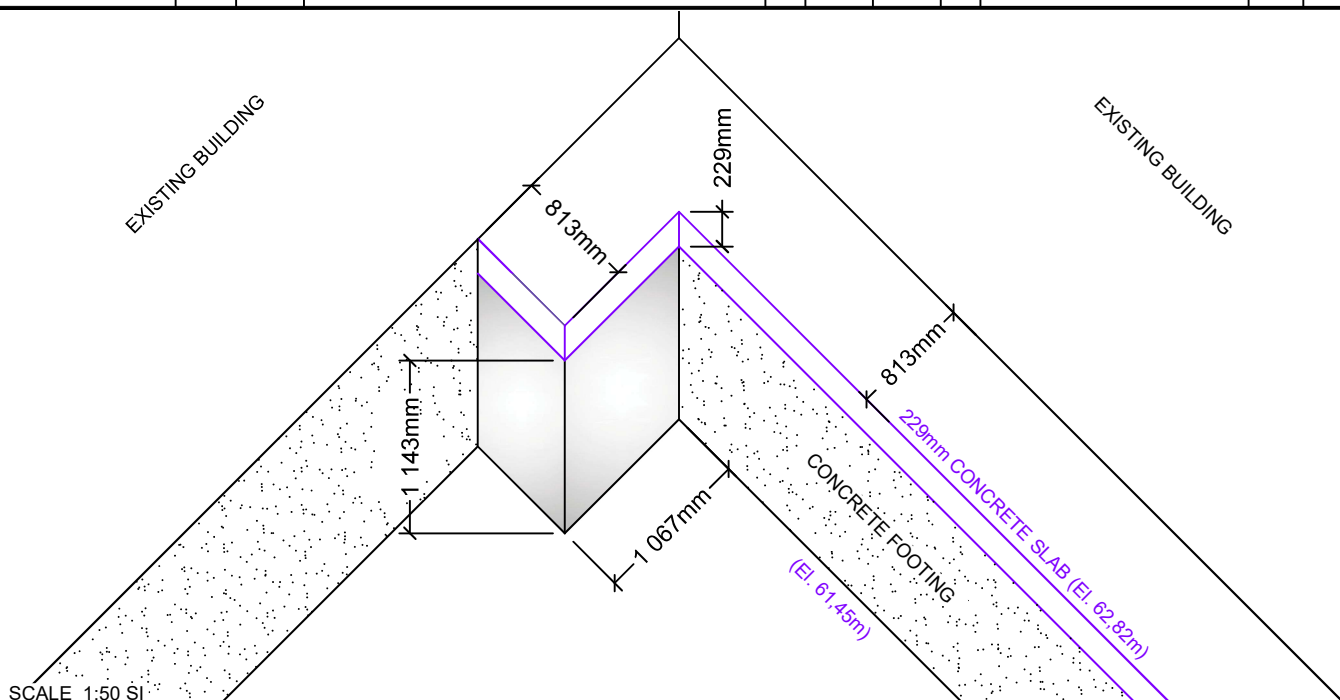 EXISTING BUILDING
EXISTING BUILDING
229mm
813mm
813mm
1 143mm
229mm CONCRETE SLAB (El. 62,82m)
CONCRETE FOOTING
1 067mm
(El. 61,45m)
SCALE 1:50 SI